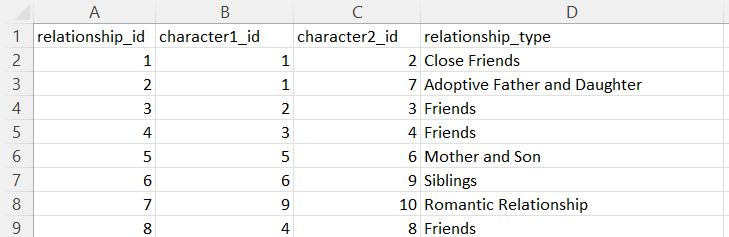 A B C D
1 relationship_id character1_id character2_id relationship_type
2 1 1 2 Close Friends
3 2 1 7 Adoptive Father and Daughter
4 3 2 3 Friends
5 4 3 4 Friends
6 5 5 6 Mother and Son
7 6 6 9 Siblings
8 7 9 10 Romantic Relationship
9 8 4 8 Friends